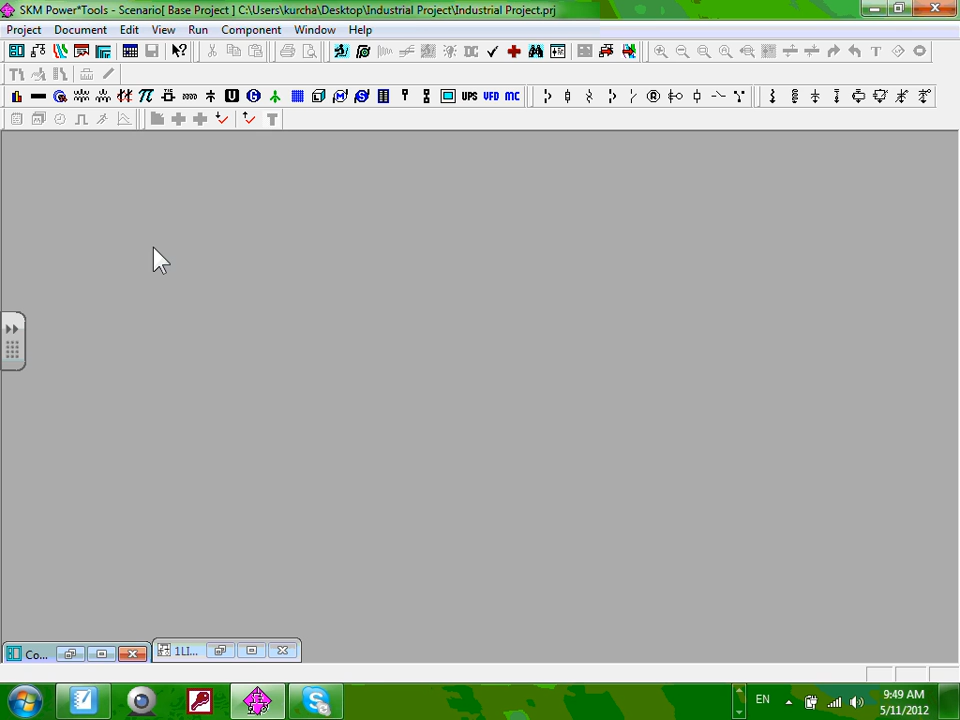 SKM Power*Tools - Scenario[ Base Project ] C:\Users\kurcha\Desktop\Industrial Project\Industrial Project.prj
Project Document Edit View Run Component Window Help
DC
UPS VFD MC
Co...
1LI...
EN
9:49 AM
5/11/2012